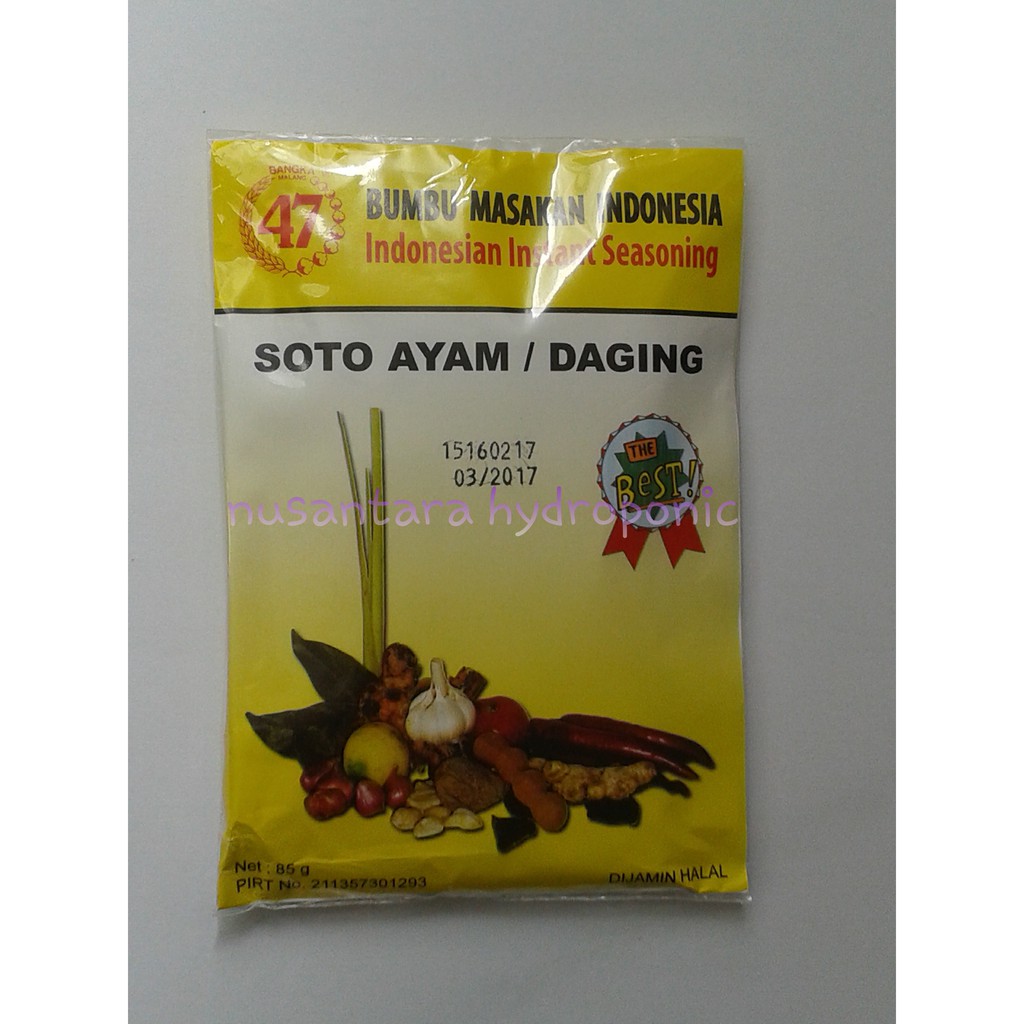 BANGKA
MALANG
47
BUMBU MASAKAN INDONESIA
Indonesian Instant Seasoning
SOTO AYAM / DAGING
15160217
03/2017
THE
BEST!
nusantara hydroponic
Net : 85 g
PIRT No. 211357301293
DIJAMIN HALAL